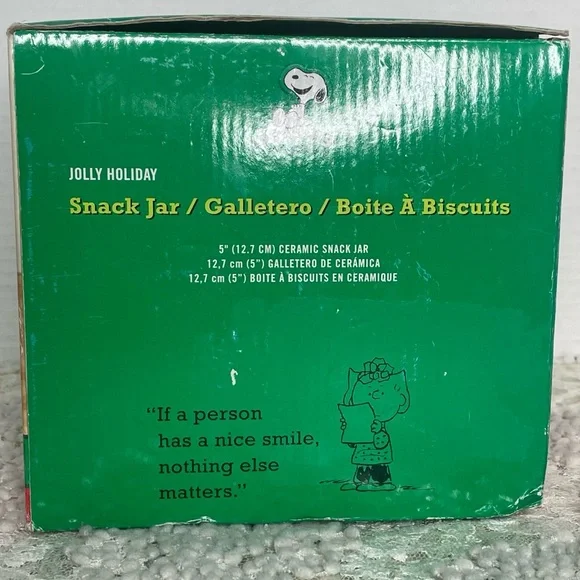 JOLLY HOLIDAY
Snack Jar / Galletero / Boite À Biscuits
5" (12.7 CM) CERAMIC SNACK JAR
12,7 cm (5") GALLETERO DE CERÁMICA
12,7 cm (5") BOITE À BISCUITS EN CERAMIQUE
“If a person
has a nice smile,
nothing else
matters.”